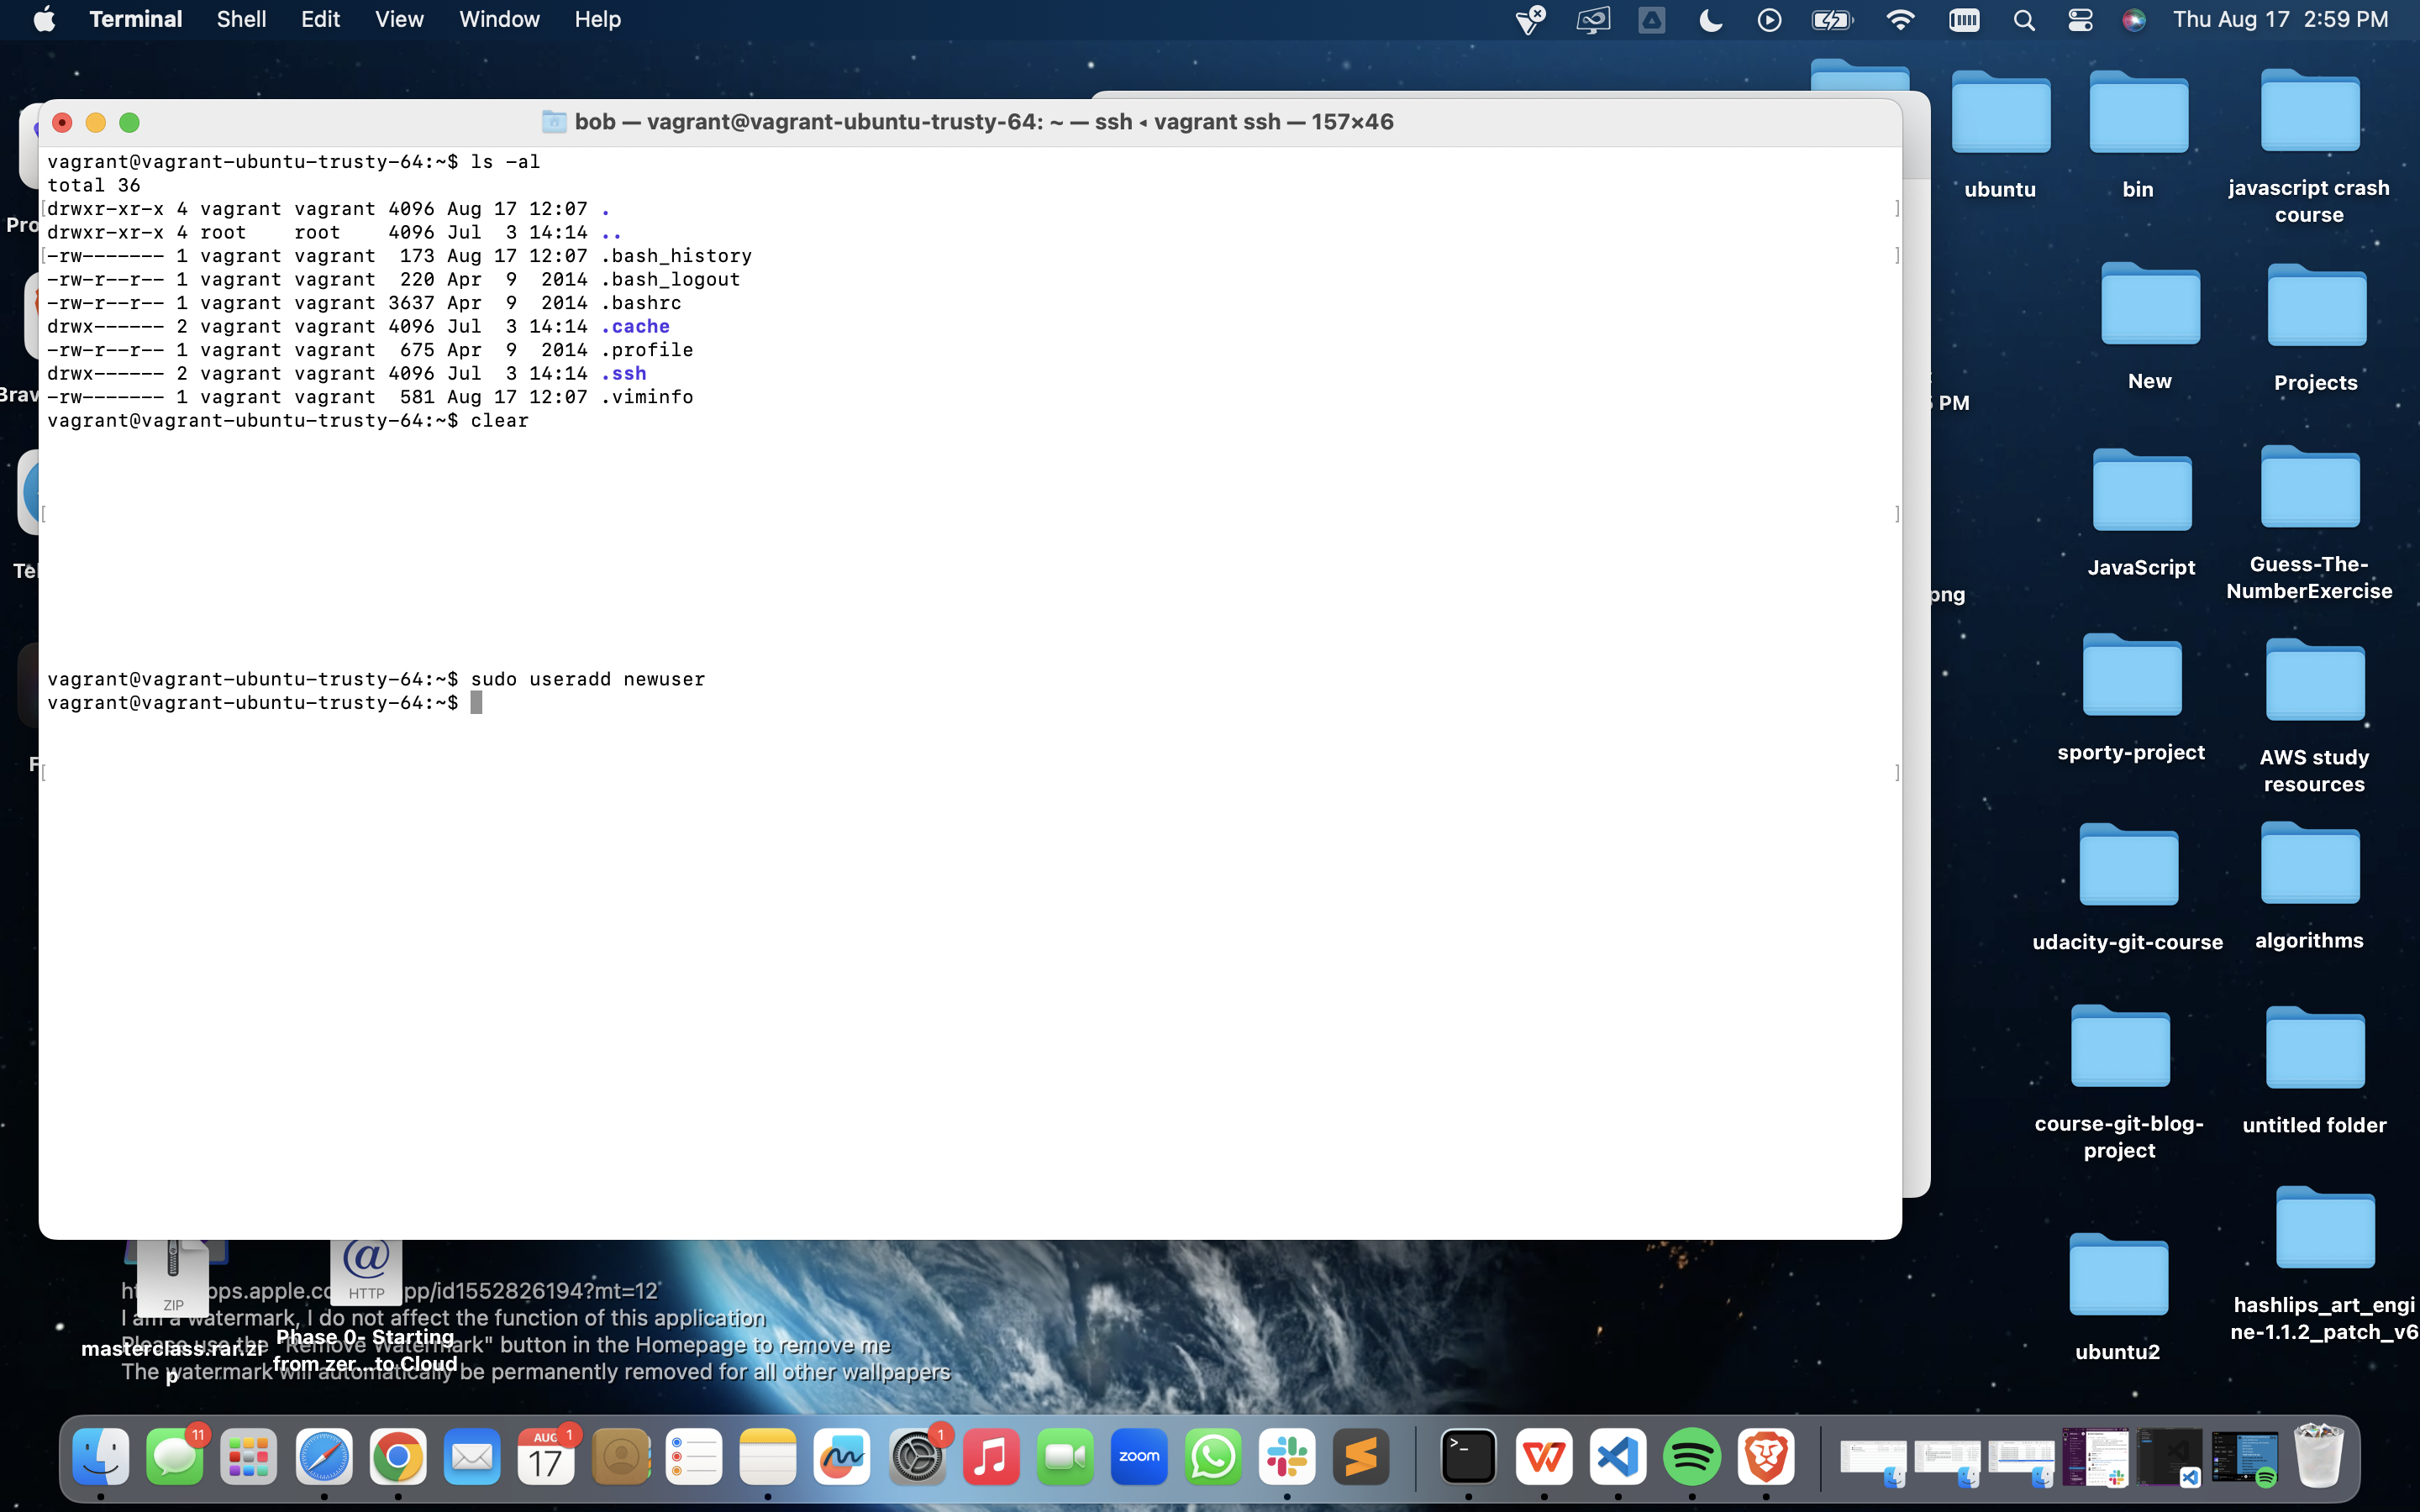 Terminal Shell Edit View Window Help Thu Aug 17 2:59 PM
bob — vagrant@vagrant-ubuntu-trusty-64: ~ — ssh ◂ vagrant ssh — 157×46
vagrant@vagrant-ubuntu-trusty-64:~$ ls -al
total 36
drwxr-xr-x 4 vagrant vagrant 4096 Aug 17 12:07 .
drwxr-xr-x 4 root    root    4096 Jul  3 14:14 ..
-rw------- 1 vagrant vagrant  173 Aug 17 12:07 .bash_history
-rw-r--r-- 1 vagrant vagrant  220 Apr  9  2014 .bash_logout
-rw-r--r-- 1 vagrant vagrant 3637 Apr  9  2014 .bashrc
drwx------ 2 vagrant vagrant 4096 Jul  3 14:14 .cache
-rw-r--r-- 1 vagrant vagrant  675 Apr  9  2014 .profile
drwx------ 2 vagrant vagrant 4096 Jul  3 14:14 .ssh
-rw------- 1 vagrant vagrant  581 Aug 17 12:07 .viminfo
vagrant@vagrant-ubuntu-trusty-64:~$ clear
vagrant@vagrant-ubuntu-trusty-64:~$ sudo useradd newuser
vagrant@vagrant-ubuntu-trusty-64:~$
ubuntu
bin
javascript crash
course
New
Projects
PM
JavaScript
Guess-The-
NumberExercise
png
sporty-project
AWS study
resources
udacity-git-course
algorithms
course-git-blog-
project
untitled folder
ubuntu2
hashlips_art_engi
ne-1.1.2_patch_v6
Pro
Brav
Tel
F
ZIP
masterclass.rar.zi
p
@
HTTP
Phase 0- Starting
from zer...to Cloud
pp/id1552826194?mt=12
I am a watermark, I do not affect the function of this application
Please use the "Remove Watermark" button in the Homepage to remove me
The watermark will automatically be permanently removed for all other wallpapers
11
AUG
17
1
1
zoom